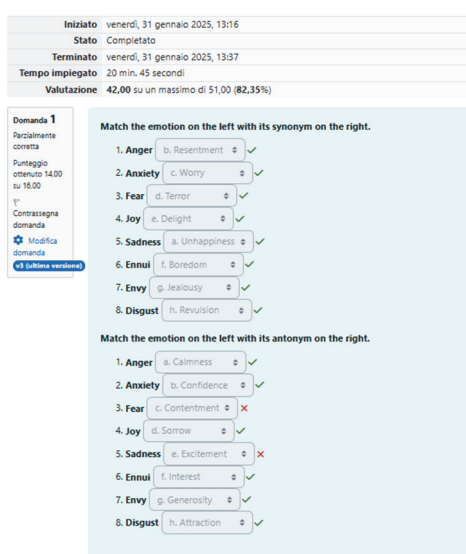 Iniziato venerdì, 31 gennaio 2025, 13:16
Stato Completato
Terminato venerdì, 31 gennaio 2025, 13:37
Tempo impiegato 20 min. 45 secondi
Valutazione 42,00 su un massimo di 51,00 (82,35%)
Domanda 1
Parzialmente
corretta
Punteggio
ottenuto 14,00
su 16,00
Contrassegna
domanda
Modifica
domanda
v3 (ultima versione)
Match the emotion on the left with its synonym on the right.
1. Anger b. Resentment
2. Anxiety c. Worry
3. Fear d. Terror
4. Joy e. Delight
5. Sadness a. Unhappiness
6. Ennui f. Boredom
7. Envy g. Jealousy
8. Disgust h. Revulsion
Match the emotion on the left with its antonym on the right.
1. Anger a. Calmness
2. Anxiety b. Confidence
3. Fear c. Contentment
4. Joy d. Sorrow
5. Sadness e. Excitement
6. Ennui f. Interest
7. Envy g. Generosity
8. Disgust h. Attraction